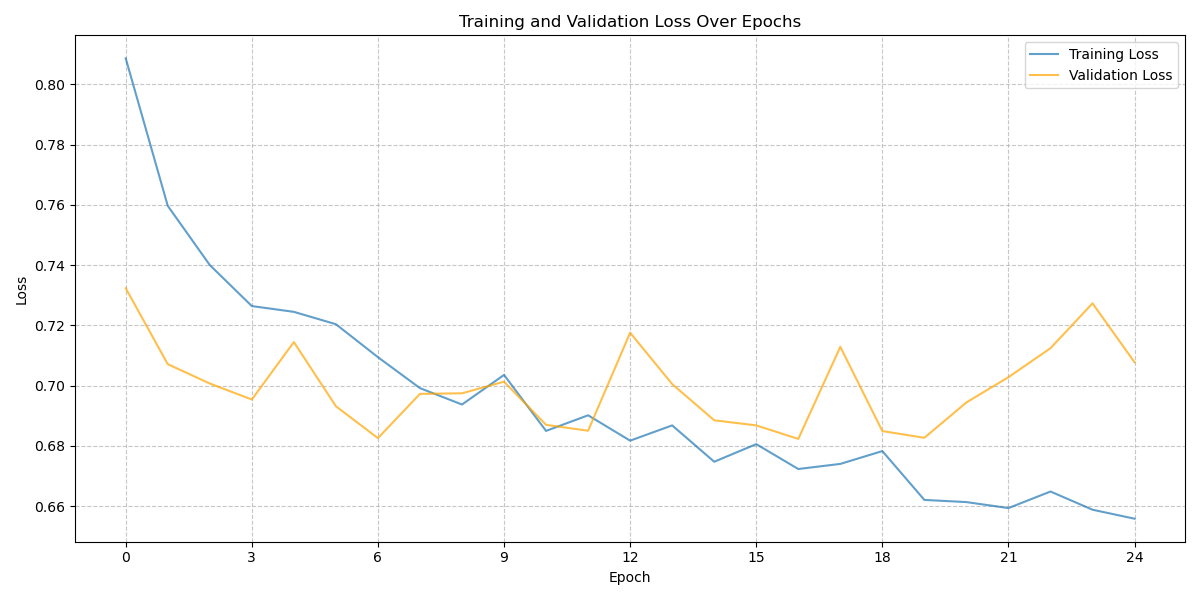 Training and Validation Loss Over Epochs
Training Loss
Validation Loss
0.80
0.78
0.76
0.74
0.72
0.70
0.68
0.66
Loss
0 3 6 9 12 15 18 21 24
Epoch